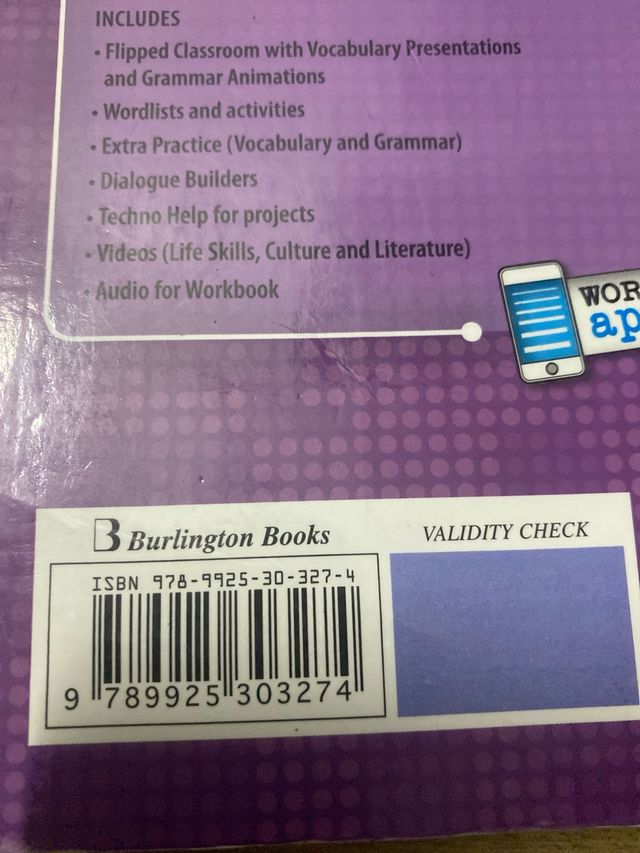 INCLUDES
• Flipped Classroom with Vocabulary Presentations
and Grammar Animations
• Wordlists and activities
• Extra Practice (Vocabulary and Grammar)
• Dialogue Builders
• Techno Help for projects
• Videos (Life Skills, Culture and Literature)
• Audio for Workbook
WOR
ap
B Burlington Books
VALIDITY CHECK
ISBN 978-9925-30-327-4
9 789925 303274